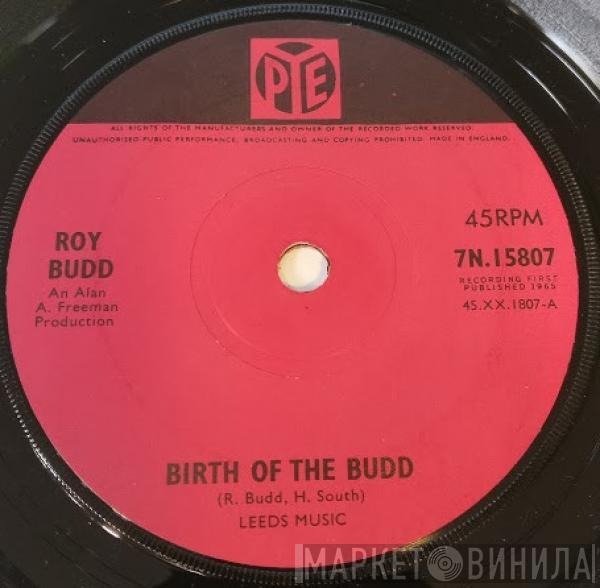 PYE
ALL RIGHTS OF THE MANUFACTURERS AND OWNER OF THE RECORDED WORK RESERVED.
UNAUTHORISED PUBLIC PERFORMANCE, BROADCASTING AND COPYING PROHIBITED. MADE IN ENGLAND.
ROY
BUDD
An Alan
A. Freeman
Production
45RPM
7N.15807
RECORDING FIRST
PUBLISHED 1965
45.XX.1807-A
BIRTH OF THE BUDD
(R. Budd, H. South)
LEEDS MUSIC
МАРКЕТ ВИНИЛА